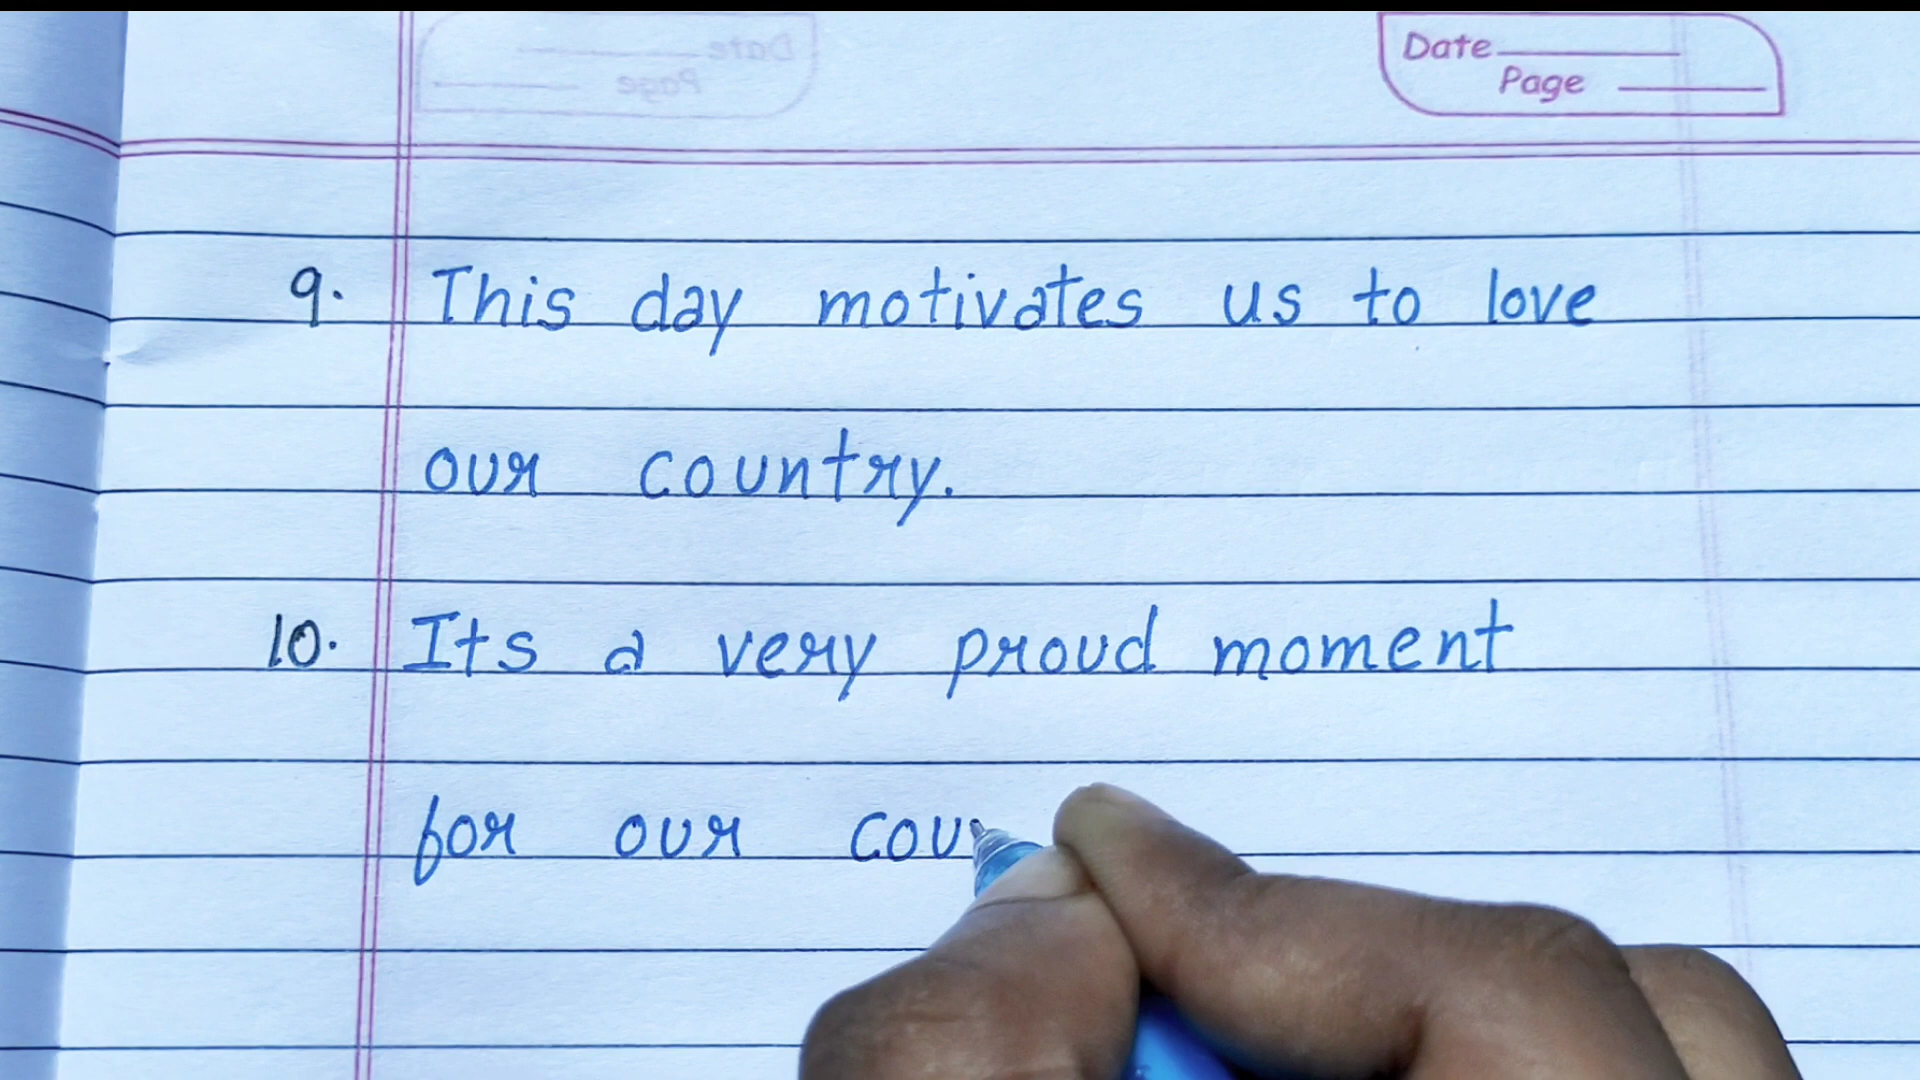 Date
Page
9. This day motivates us to love
our country.
10. Its a very proud moment
for our cou